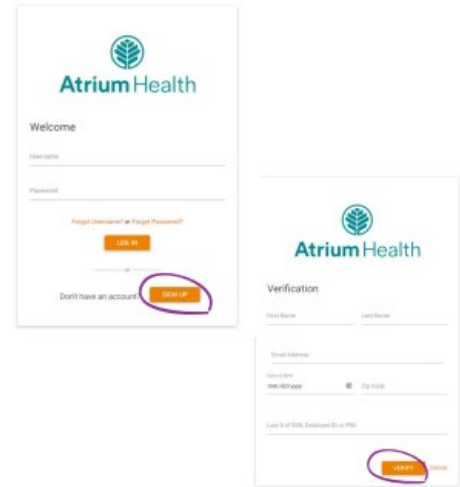 Atrium Health
Welcome
Username
Password
Forgot Username? or Forgot Password?
LOG IN
or
Don't have an account?
SIGN UP
Atrium Health
Verification
First Name
Last Name
Email Address
Date of Birth
mm/dd/yyyy
Zip Code
Last 4 of SSN, Employee ID, or PIN
VERIFY
Cancel